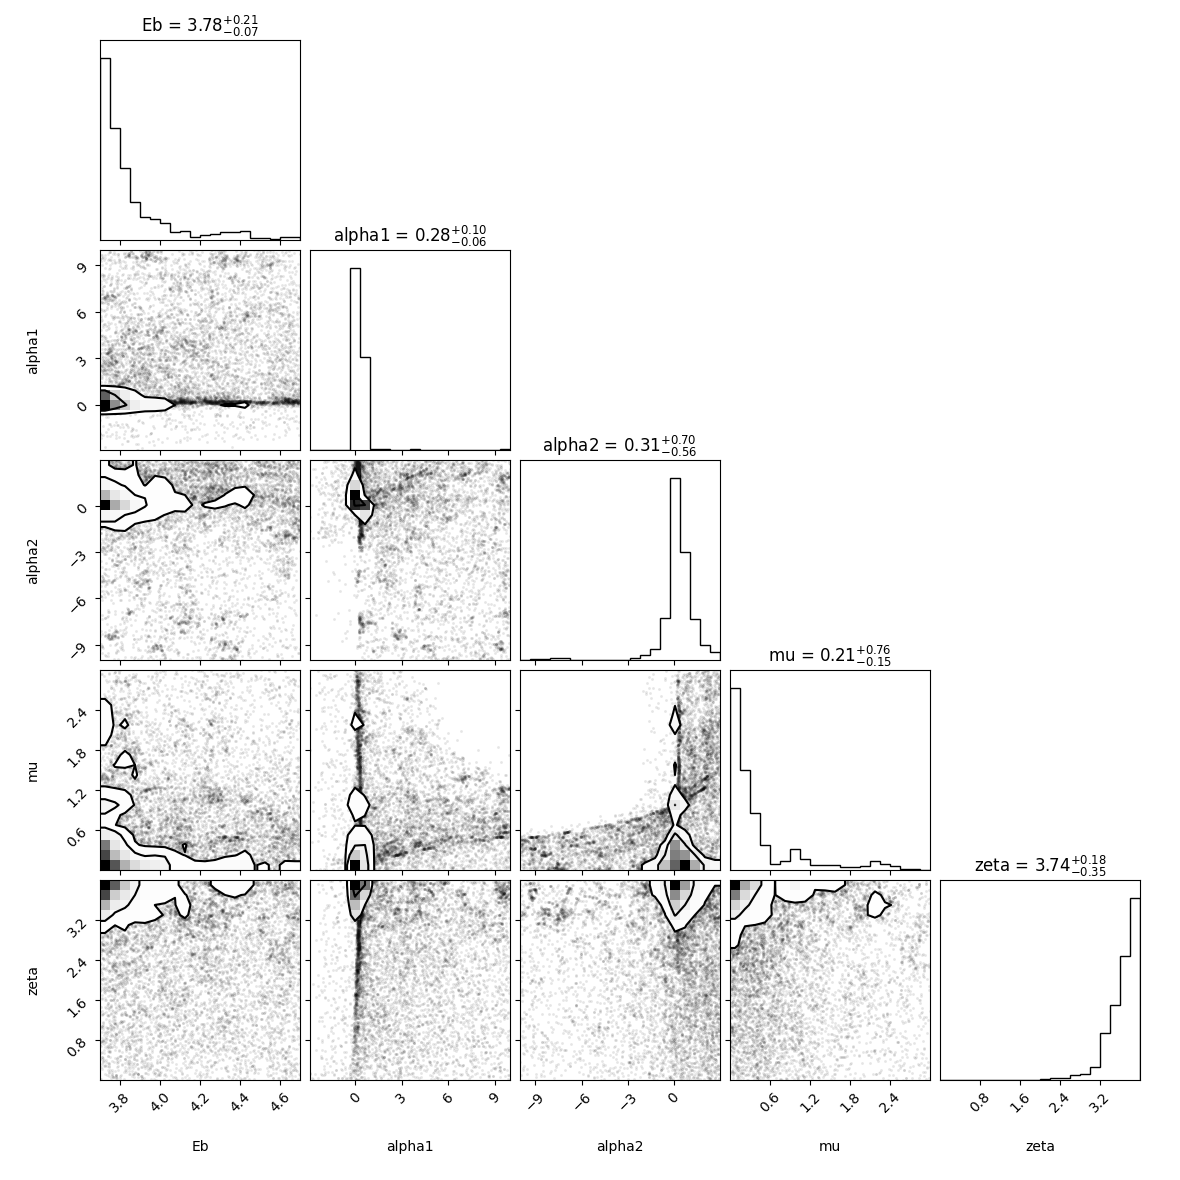 Eb = 3.78+0.21−0.07
alpha1 = 0.28+0.10−0.06
9
6
3
0
alpha1
alpha2 = 0.31+0.70−0.56
0
−3
−6
−9
alpha2
mu = 0.21+0.76−0.15
2.4
1.8
1.2
0.6
mu
zeta = 3.74+0.18−0.35
3.2
2.4
1.6
0.8
zeta
3.8 4.0 4.2 4.4 4.6 0 3 6 9 −9 −6 −3 0 0.6 1.2 1.8 2.4 0.8 1.6 2.4 3.2
Eb alpha1 alpha2 mu zeta